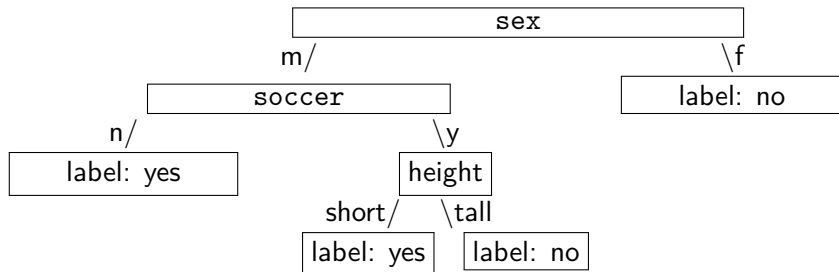 sex
m f
soccer label: no
n y
label: yes height
short tall
label: yes label: no